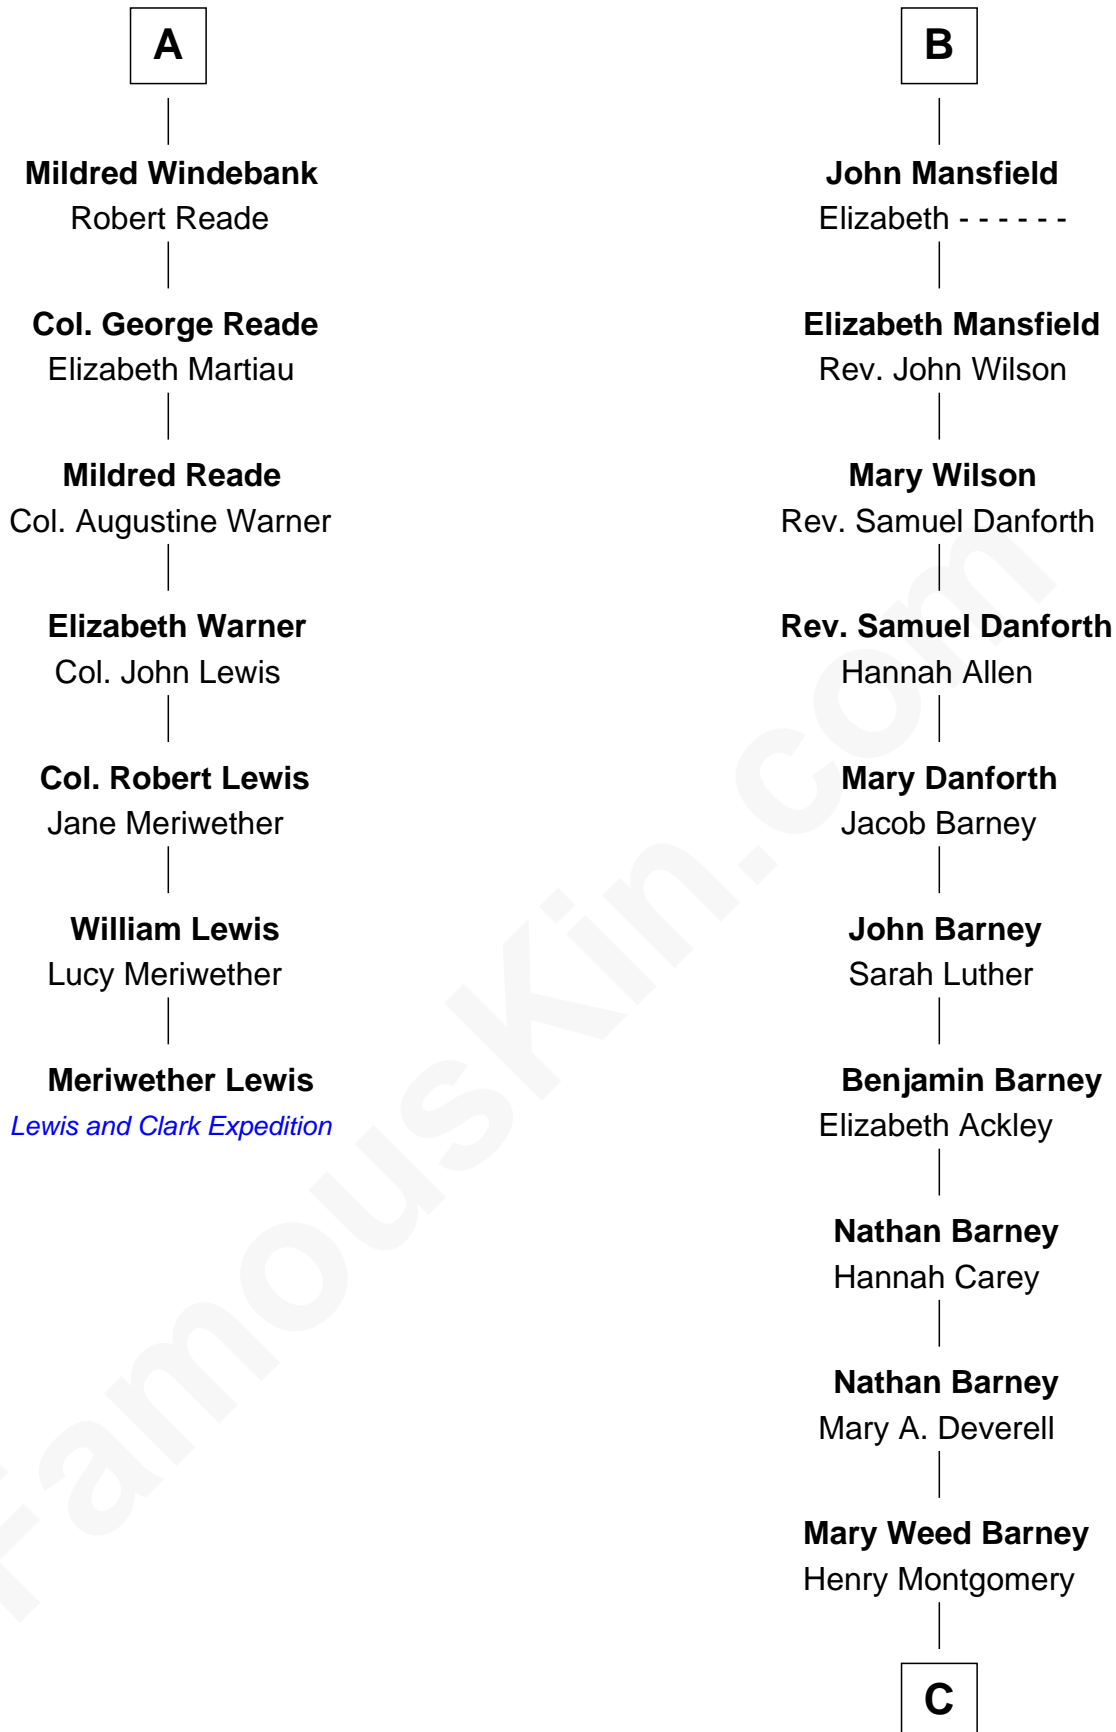 A
Mildred Windebank
Robert Reade
Col. George Reade
Elizabeth Martiau
Mildred Reade
Col. Augustine Warner
Elizabeth Warner
Col. John Lewis
Col. Robert Lewis
Jane Meriwether
William Lewis
Lucy Meriwether
Meriwether Lewis
Lewis and Clark Expedition
B
John Mansfield
Elizabeth - - - - - -
Elizabeth Mansfield
Rev. John Wilson
Mary Wilson
Rev. Samuel Danforth
Rev. Samuel Danforth
Hannah Allen
Mary Danforth
Jacob Barney
John Barney
Sarah Luther
Benjamin Barney
Elizabeth Ackley
Nathan Barney
Hannah Carey
Nathan Barney
Mary A. Deverell
Mary Weed Barney
Henry Montgomery
C
FamousKin.com